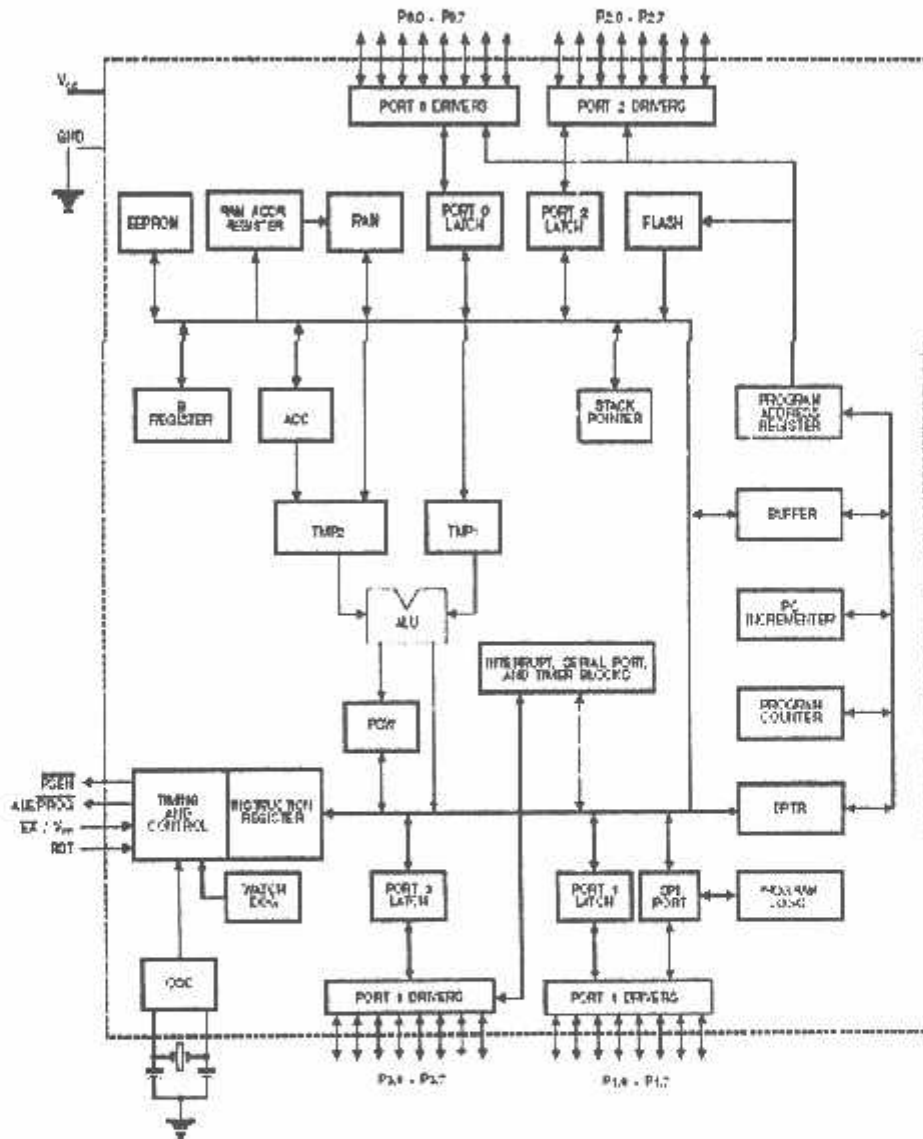 P0.0 - P0.7
P2.0 - P2.7
VCC
GND
PORT 0 DRIVERS
PORT 2 DRIVERS
EEPROM
RAM ADDR.
REGISTER
RAM
PORT 0
LATCH
PORT 2
LATCH
FLASH
B
REGISTER
ACC
STACK
POINTER
PROGRAM
ADDRESS
REGISTER
TMP2
TMP1
BUFFER
ALU
PC
INCREMENTER
INTERRUPT, SERIAL PORT,
AND TIMER BLOCKS
PSW
PROGRAM
COUNTER
PSEN
ALE/PROG
EA / VPP
RST
TIMING
AND
CONTROL
INSTRUCTION
REGISTER
DPTR
WATCH
DOG
PORT 3
LATCH
PORT 1
LATCH
SPI
PORT
PROGRAM
LOGIC
OSC
PORT 3 DRIVERS
PORT 1 DRIVERS
P3.0 - P3.7
P1.0 - P1.7